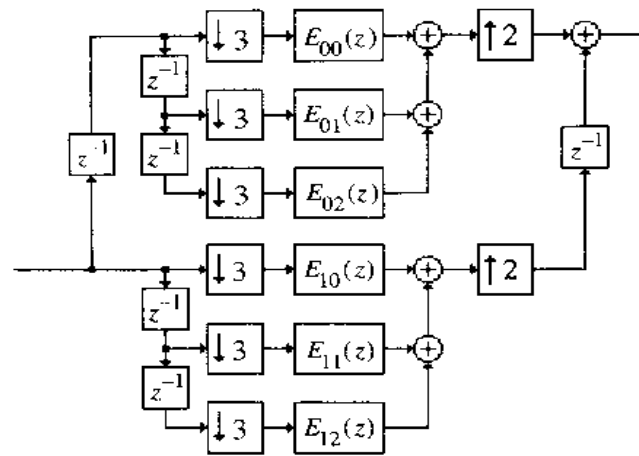 ↓ 3 E₀₀(z) + ↑ 2 +
z⁻¹
↓ 3 E₀₁(z) +
z⁻¹ z⁻¹ z⁻¹
↓ 3 E₀₂(z)
↓ 3 E₁₀(z) + ↑ 2
z⁻¹
↓ 3 E₁₁(z) +
z⁻¹
↓ 3 E₁₂(z)